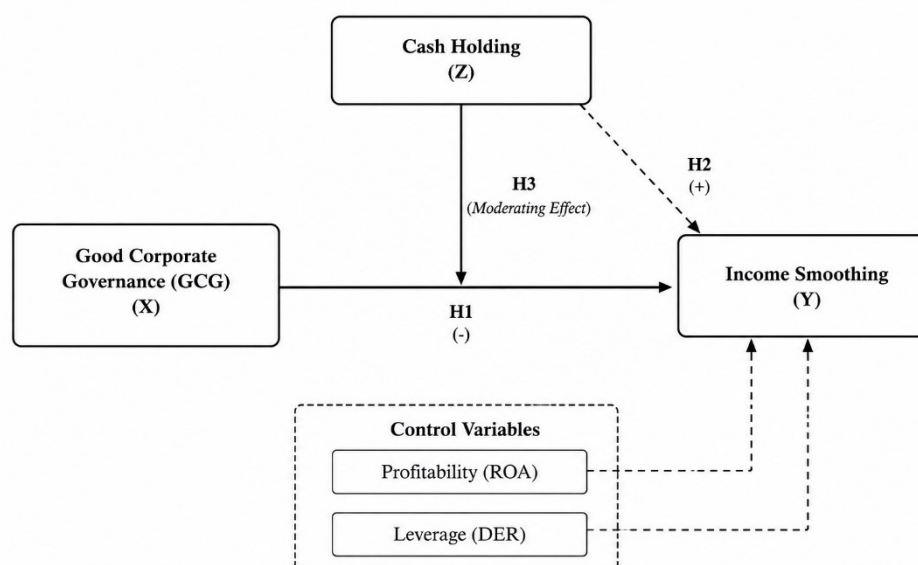 Cash Holding
(Z)
H2
(+)
H3
(Moderating Effect)
Good Corporate
Governance (GCG)
(X)
Income Smoothing
(Y)
H1
(-)
Control Variables
Profitability (ROA)
Leverage (DER)